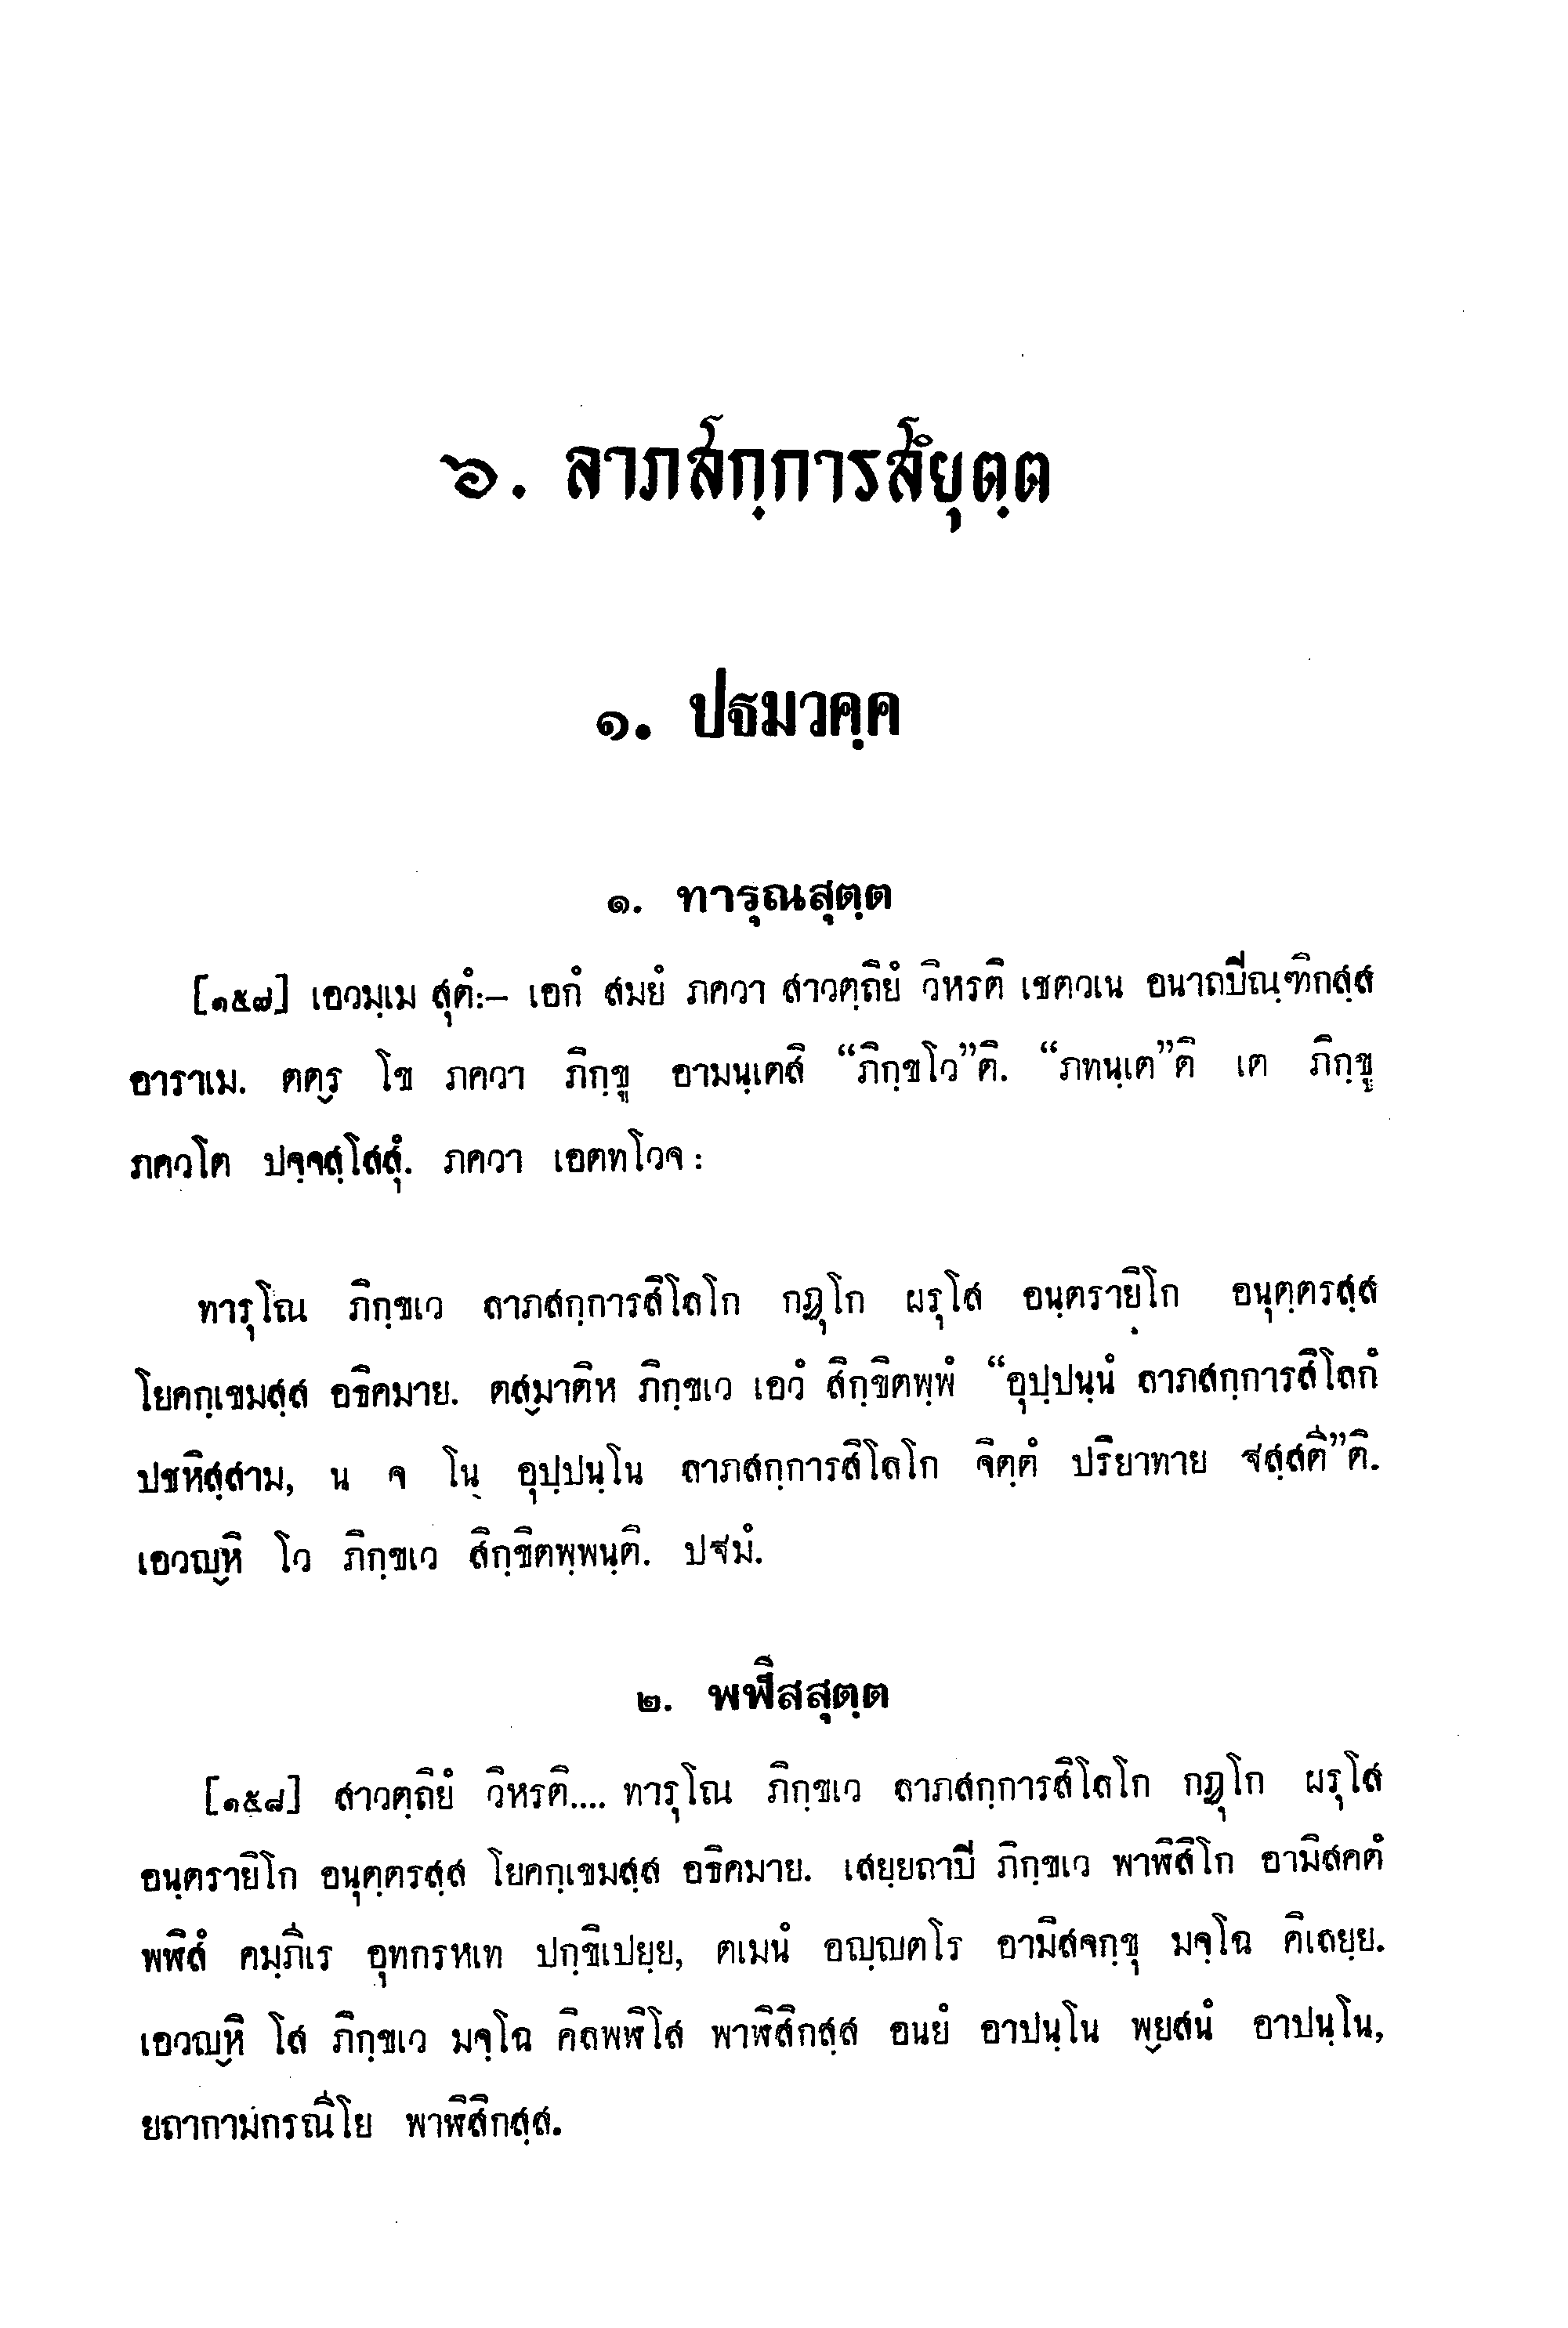 ๖. ลาภสกฺการสํยุตฺต
๑. ปฐมวคฺค
๑. ทารุณสุตฺต
[๑๕๗] เอวมฺเม สุตํ:– เอกํ สมยํ ภควา สาวตฺถิยํ วิหรติ เชตวเน อนาถปิณฺฑิกสฺส
อาราเม. ตตฺร โข ภควา ภิกฺขู อามนฺเตสิ “ภิกฺขโว”ติ. “ภทนฺเต”ติ เต ภิกฺขู
ภควโต ปจฺจสฺโสสุํ. ภควา เอตทโวจ :
ทารุโณ ภิกฺขเว ลาภสกฺการสิโลโก กฏุโก ผรุโส อนฺตรายิโก อนุตฺตรสฺส
โยคกฺเขมสฺส อธิคมาย. ตสฺมาติห ภิกฺขเว เอวํ สิกฺขิตพฺพํ “อุปฺปนฺนํ ลาภสกฺการสิโลกํ
ปชหิสฺสาม, น จ โน อุปฺปนฺโน ลาภสกฺการสิโลโก จิตฺตํ ปริยาทาย ฐสฺสตี”ติ.
เอวญฺหิ โว ภิกฺขเว สิกฺขิตพฺพนฺติ. ปฐมํ.
๒. พฬิสสุตฺต
[๑๕๘] สาวตฺถิยํ วิหรติ.... ทารุโณ ภิกฺขเว ลาภสกฺการสิโลโก กฏุโก ผรุโส
อนฺตรายิโก อนุตฺตรสฺส โยคกฺเขมสฺส อธิคมาย. เสยฺยถาปิ ภิกฺขเว พาฬิสิโก อามิสคตํ
พฬิสํ คมฺภีเร อุทกรหเท ปกฺขิเปยฺย, ตเมนํ อญฺญตโร อามิสจกฺขุ มจฺโฉ คิเลยฺย.
เอวญฺหิ โส ภิกฺขเว มจฺโฉ คิลพฬิโส พาฬิสิกสฺส อนยํ อาปนฺโน พฺยสนํ อาปนฺโน,
ยถากามกรณีโย พาฬิสิกสฺส.